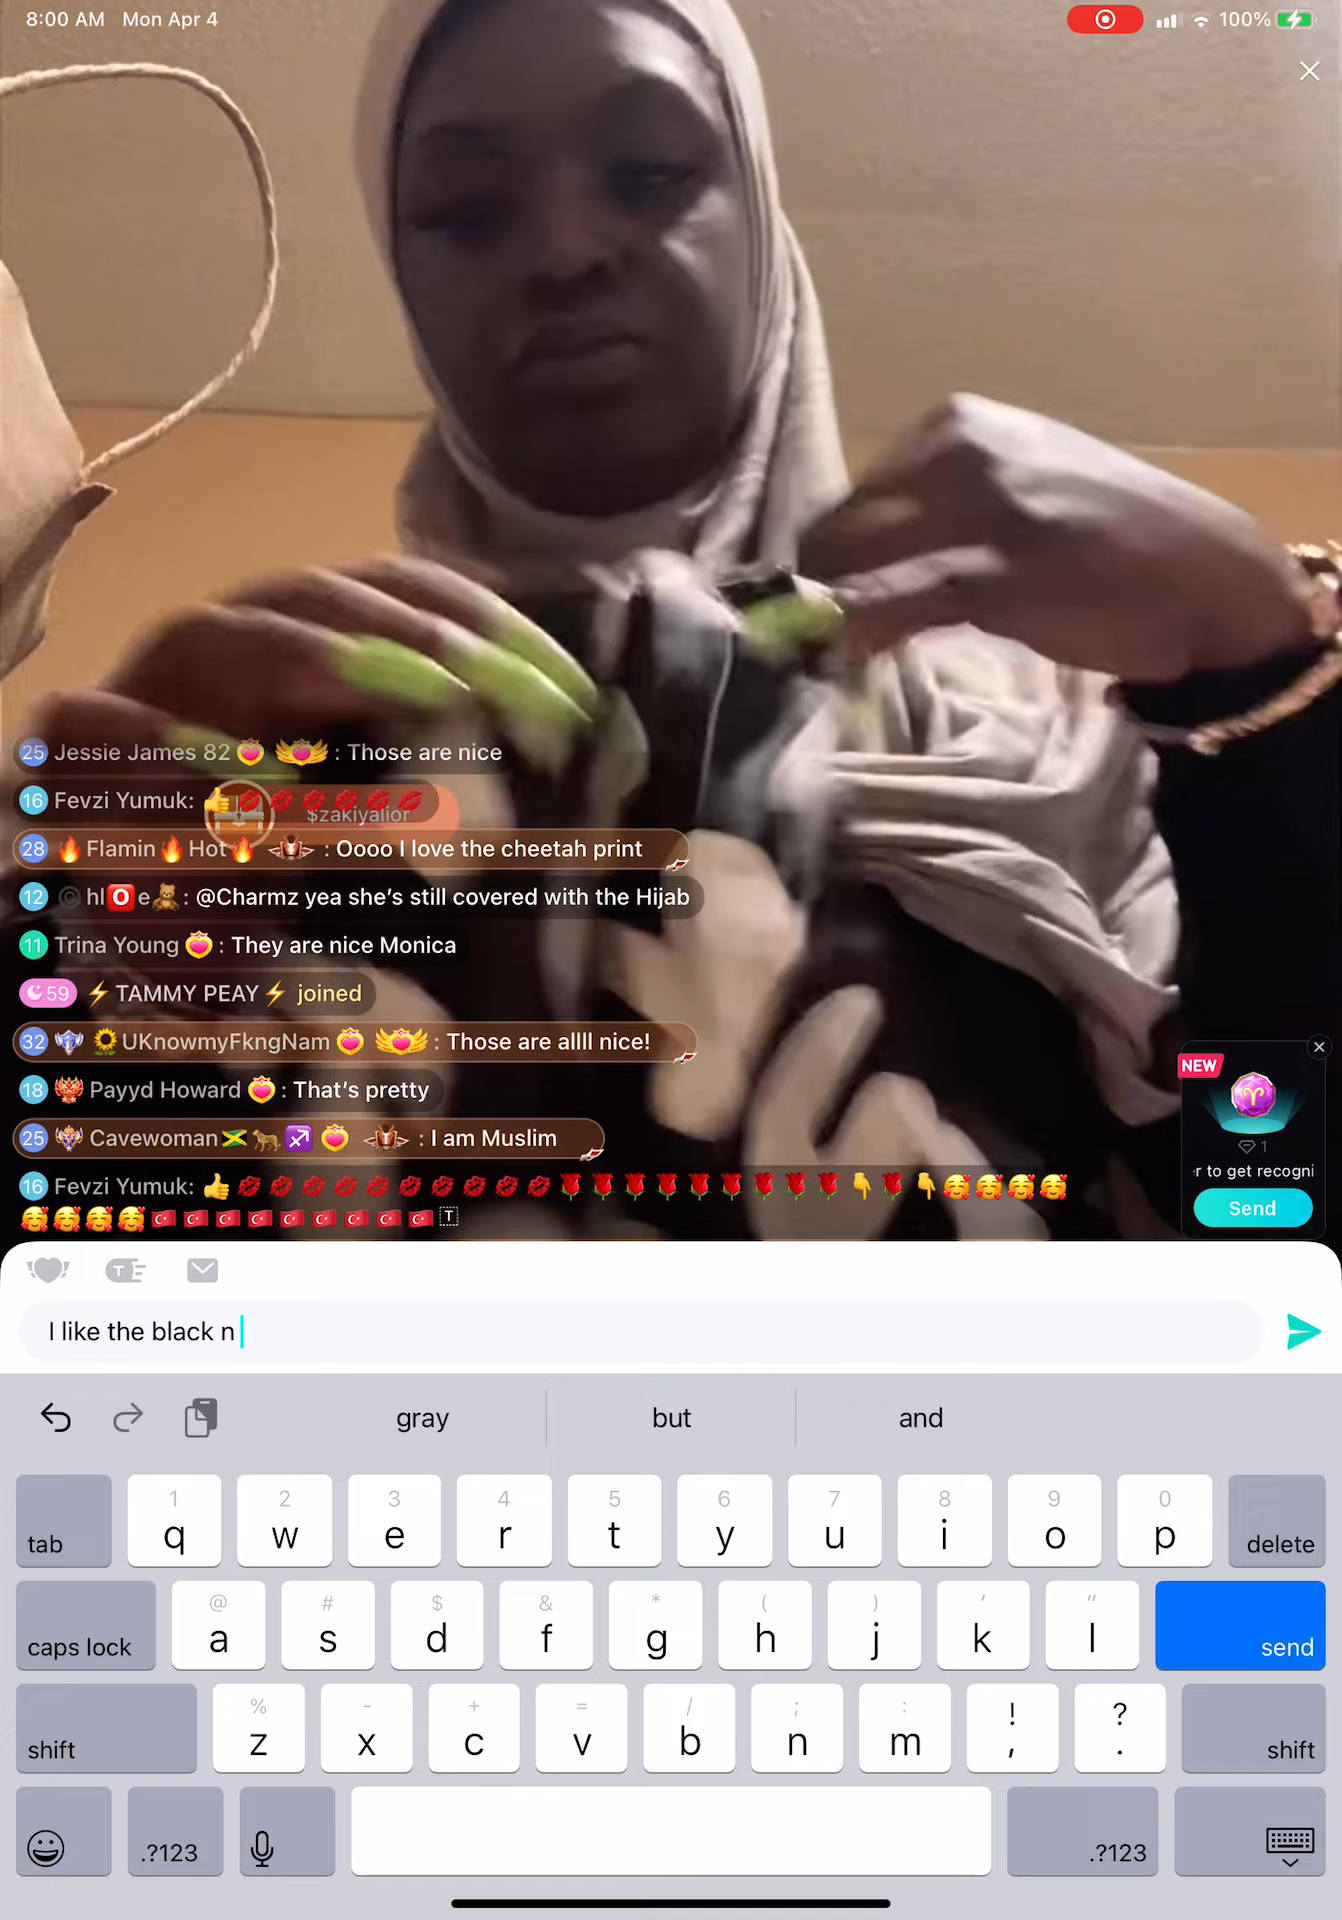 8:00 AM Mon Apr 4
100%
25 Jessie James 82 : Those are nice
16 Fevzi Yumuk: 👍💋💋💋💋💋💋
$zakiyalior
28 🔥Flamin🔥Hot🔥 : Oooo I love the cheetah print
12 ©hl🅾e🧸: @Charmz yea she's still covered with the Hijab
11 Trina Young : They are nice Monica
59 ⚡TAMMY PEAY⚡ joined
32 🌻UKnowmyFkngNam : Those are allll nice!
18 Payyd Howard : That's pretty
25 Cavewoman🇯🇲🐆♐ : I am Muslim
16 Fevzi Yumuk: 👍💋💋💋💋💋💋💋💋💋💋🌹🌹🌹🌹🌹🌹🌹🌹🌹👇🌹👇🥰🥰🥰🥰
🥰🥰🥰🥰🇹🇷🇹🇷🇹🇷🇹🇷🇹🇷🇹🇷🇹🇷🇹🇷🇹🇷T
NEW
1
r to get recogni
Send
T
I like the black n
gray but and
1 2 3 4 5 6 7 8 9 0
tab q w e r t y u i o p delete
@ # $ & * ( ) ' "
caps lock a s d f g h j k l send
% - + = / ; : ! ?
shift z x c v b n m , . shift
.?123 .?123